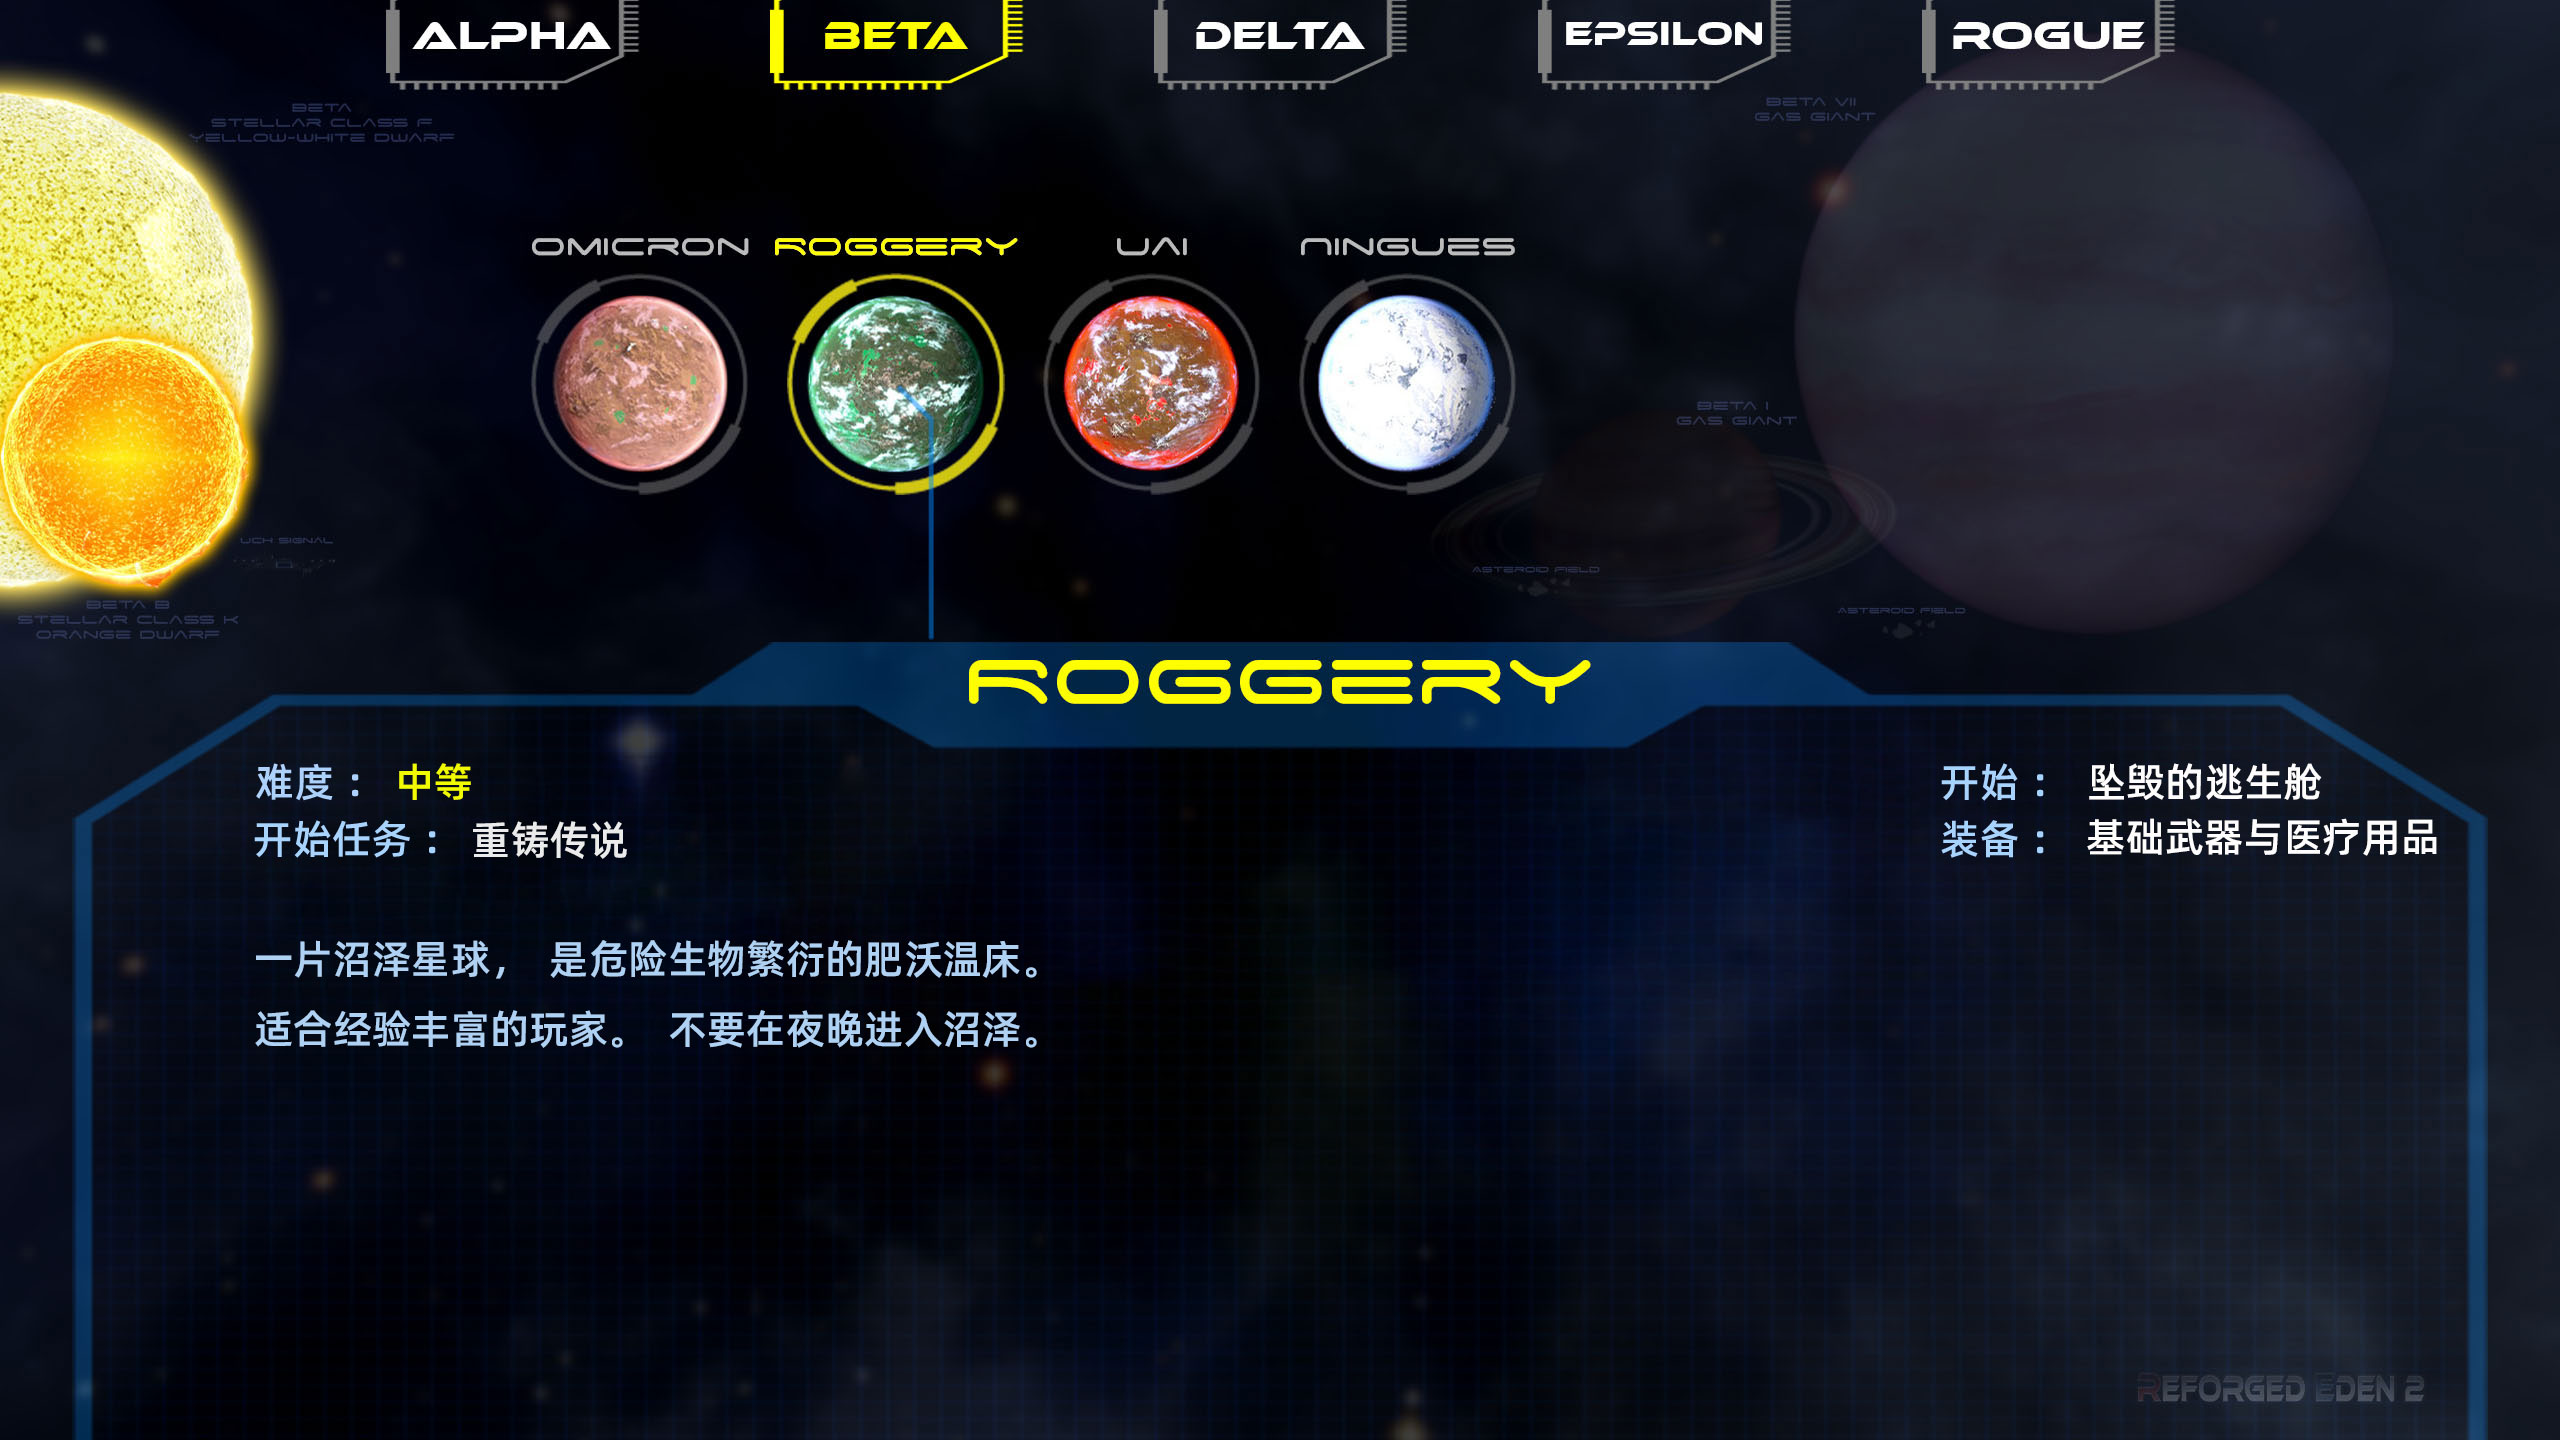 ALPHA
BETA
DELTA
EPSILON
ROGUE
BETA
STELLAR CLASS F
YELLOW-WHITE DWARF
BETA VII
GAS GIANT
OMICRON
ROGGERY
UAI
NINGUES
BETA I
GAS GIANT
UCH SIGNAL
ASTEROID FIELD
BETA B
STELLAR CLASS K
ORANGE DWARF
ASTEROID FIELD
ROGGERY
难度： 中等
开始任务： 重铸传说
开始： 坠毁的逃生舱
装备： 基础武器与医疗用品
一片沼泽星球， 是危险生物繁衍的肥沃温床。
适合经验丰富的玩家。 不要在夜晚进入沼泽。
REFORGED EDEN 2